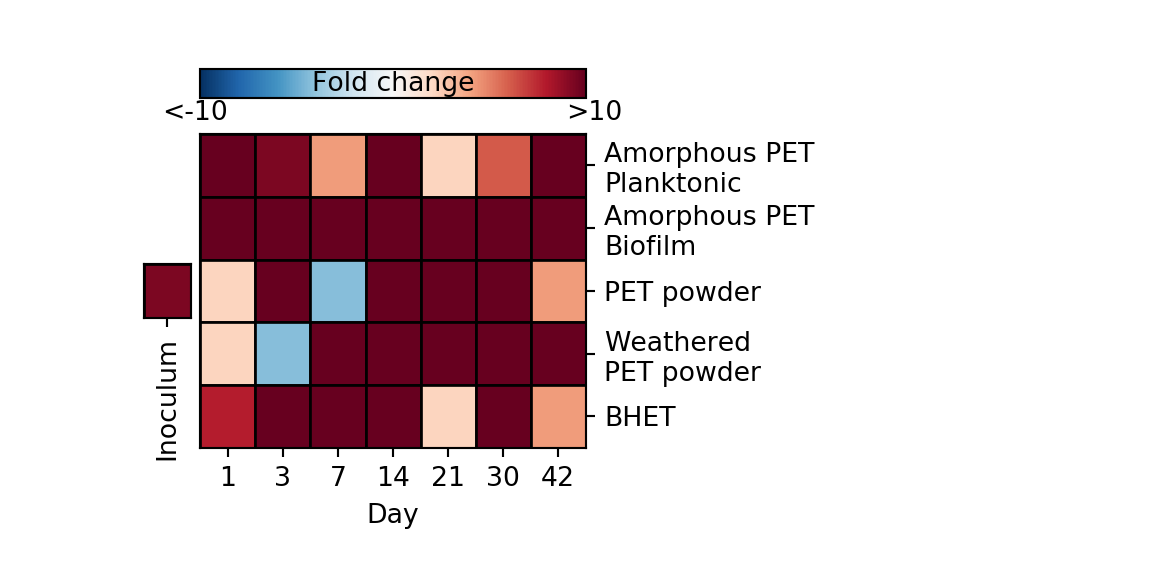 Fold change
<-10
>10
Amorphous PET
Planktonic
Amorphous PET
Biofilm
PET powder
Weathered
PET powder
BHET
Inoculum
1 3 7 14 21 30 42
Day